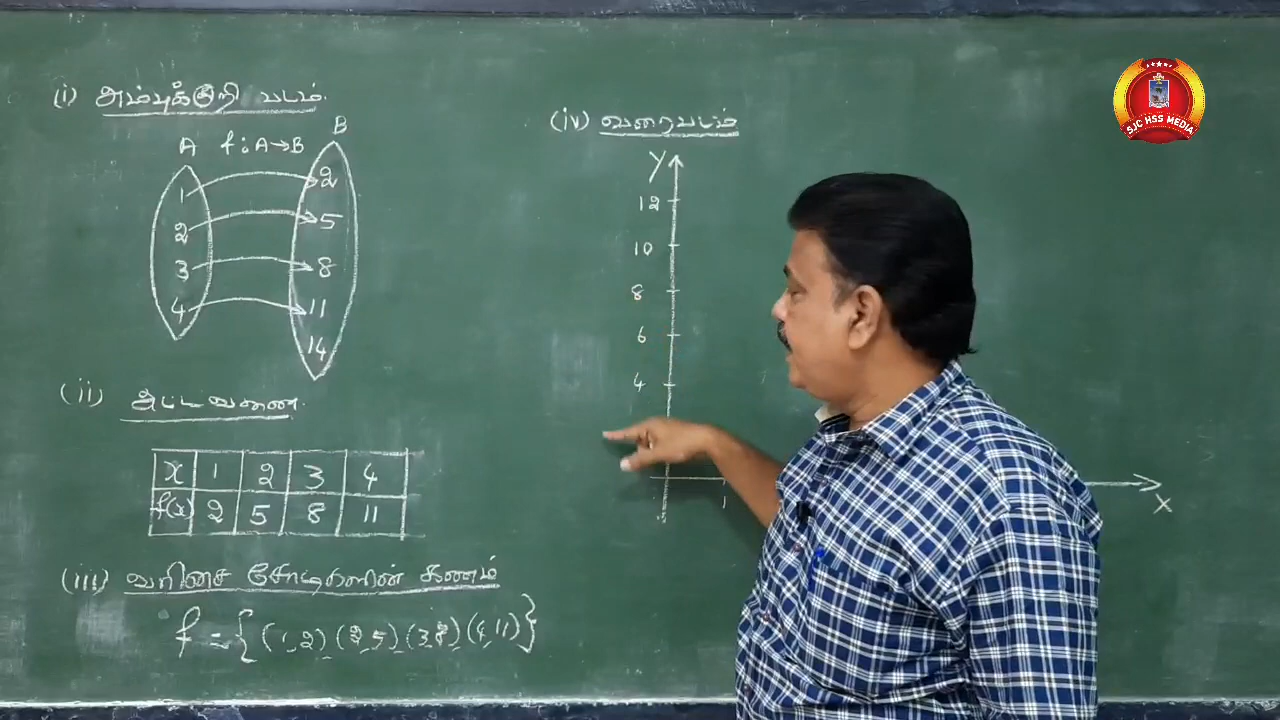 (i) அம்புக்குறி படம்.
A f : A→B B
1 2
2 5
3 8
4 11
14
(ii) அட்டவணை.
x 1 2 3 4
f(x) 2 5 8 11
(iii) வரிசை சோடிகளின் கணம்
f = {(1,2) (2,5) (3,8) (4,11)}
(iv) வரைபடம்
Y
12
10
8
6
4
1
X
SJC HSS MEDIA